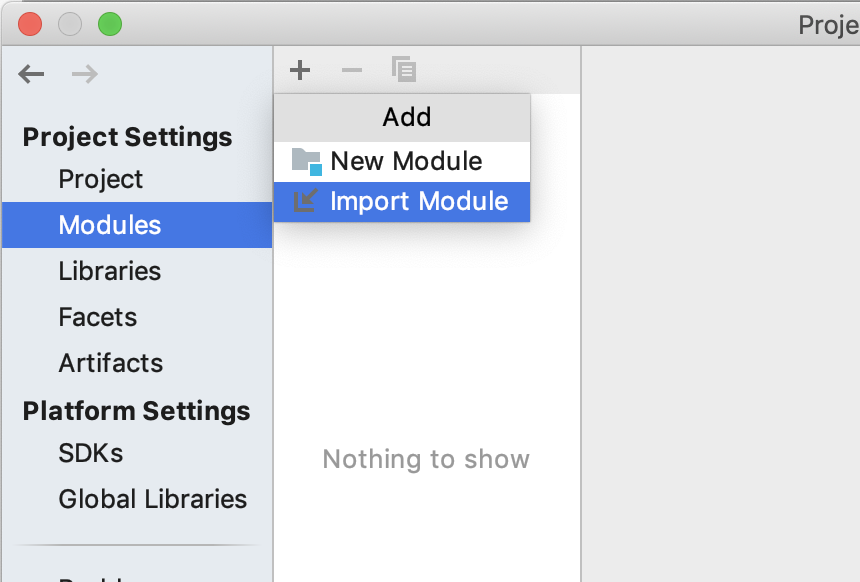 Project Settings
Project
Modules
Libraries
Facets
Artifacts
Platform Settings
SDKs
Global Libraries
Add
New Module
Import Module
Nothing to show